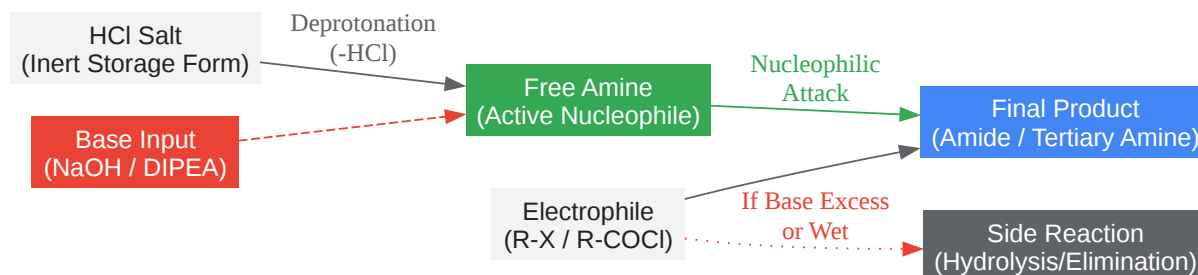 HCl Salt
(Inert Storage Form)
Deprotonation
(-HCl)
Base Input
(NaOH / DIPEA)
Free Amine
(Active Nucleophile)
Nucleophilic
Attack
Final Product
(Amide / Tertiary Amine)
Electrophile
(R-X / R-COCl)
If Base Excess
or Wet
Side Reaction
(Hydrolysis/Elimination)